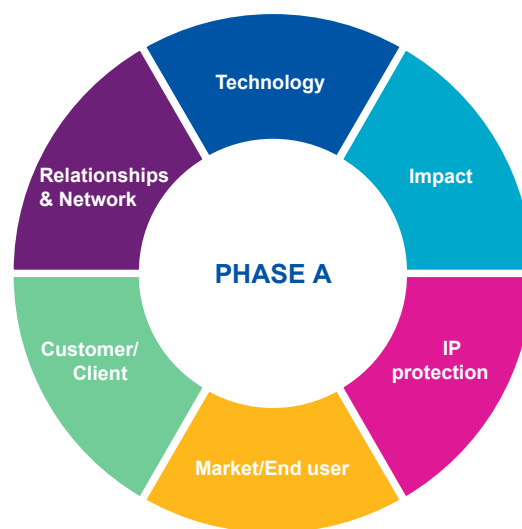 Technology
Impact
IP
protection
Market/End user
Customer/
Client
Relationships
& Network
PHASE A